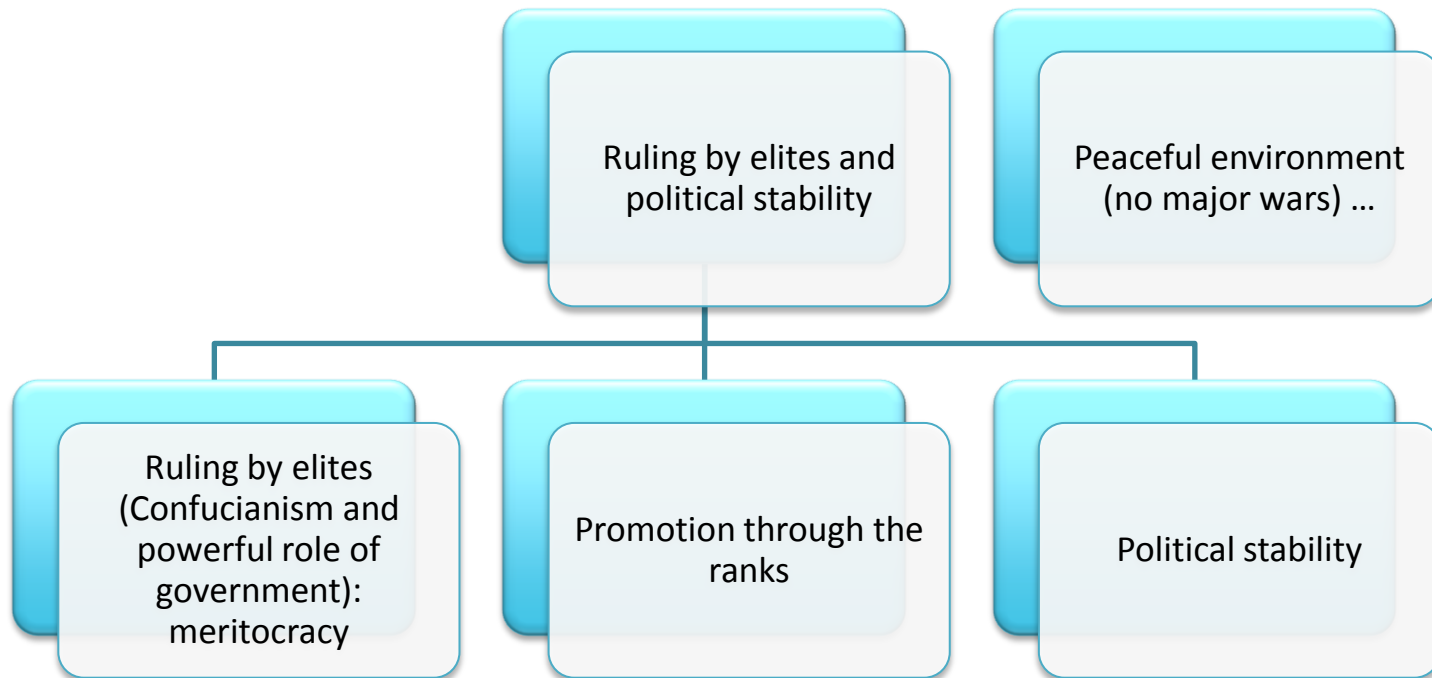 Ruling by elites and
political stability
Peaceful environment
(no major wars) ...
Ruling by elites
(Confucianism and
powerful role of
government):
meritocracy
Promotion through the
ranks
Political stability